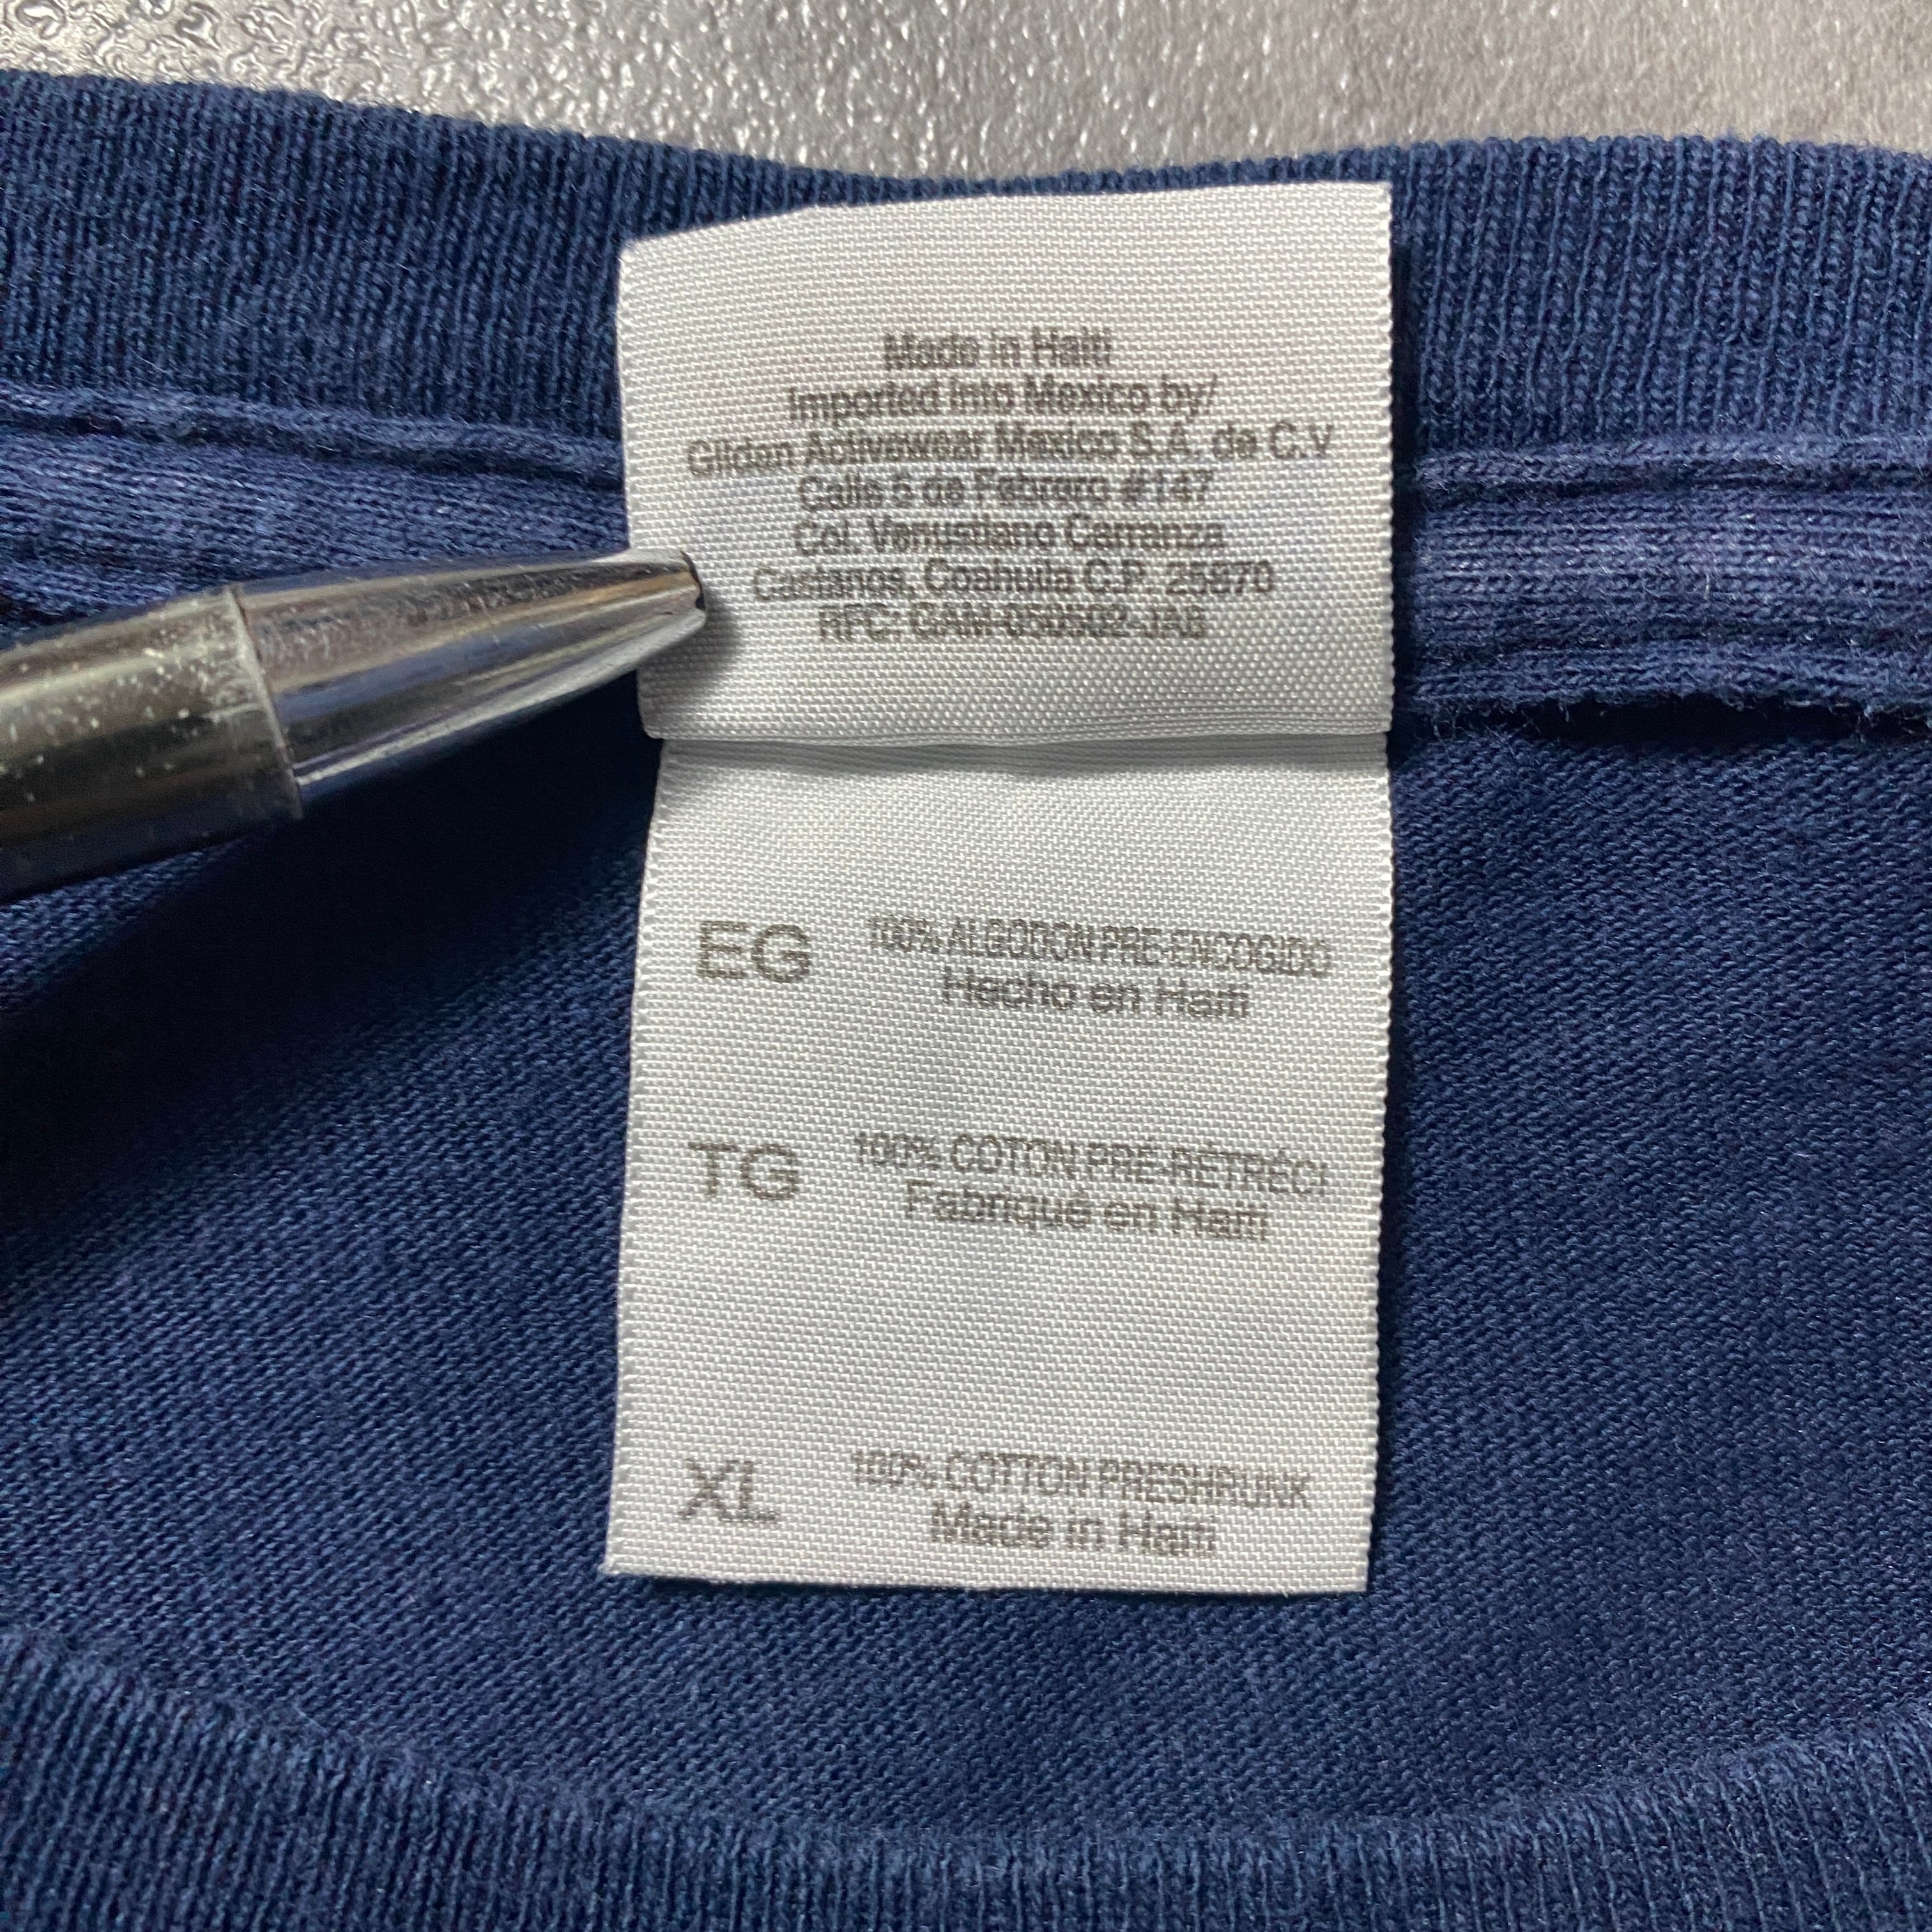 Made in Haiti
Imported into Mexico by/
Gildan Activewear Mexico S.A. de C.V
Calle 5 de Febrero #147
Col. Venustiano Carranza
Castanos, Coahuila C.P. 25870
RFC: GAM-050502-
EG 100% ALGODON PRE-ENCOGIDO
Hecho en Haiti
TG 100% COTON PRÉ-RETRÉCI
Fabriqué en Haiti
XL 100% COTTON PRESHRUNK
Made in Haiti